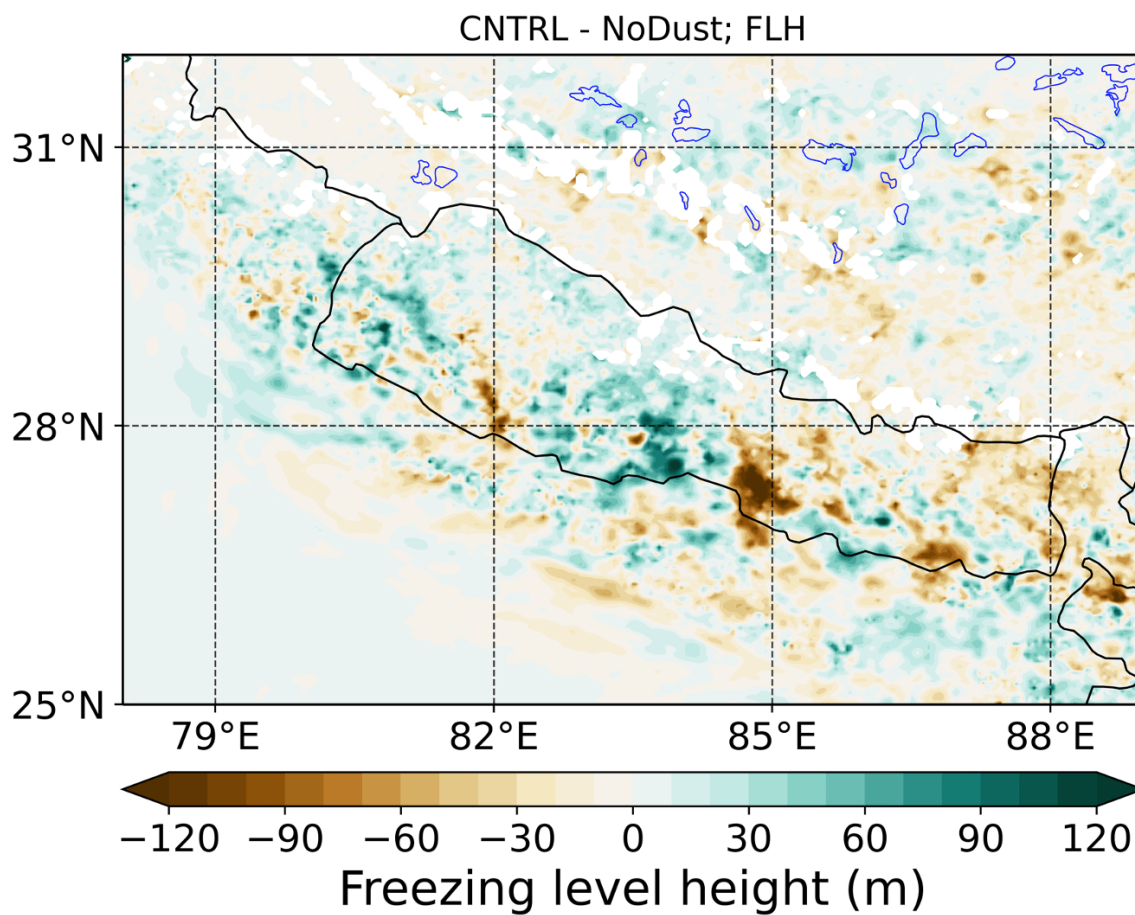 CNTRL - NoDust; FLH
31°N
28°N
25°N
79°E 82°E 85°E 88°E
−120 −90 −60 −30 0 30 60 90 120
Freezing level height (m)